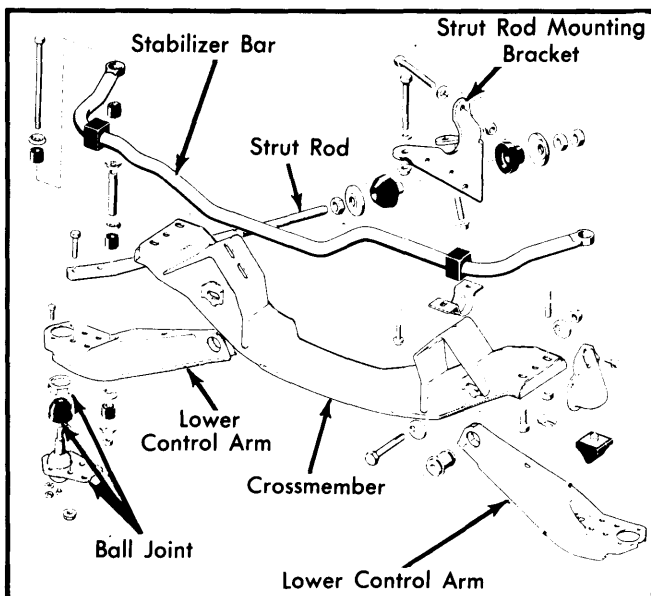 Stabilizer Bar
Strut Rod Mounting
Bracket
Strut Rod
Lower
Control Arm
Crossmember
Ball Joint
Lower Control Arm